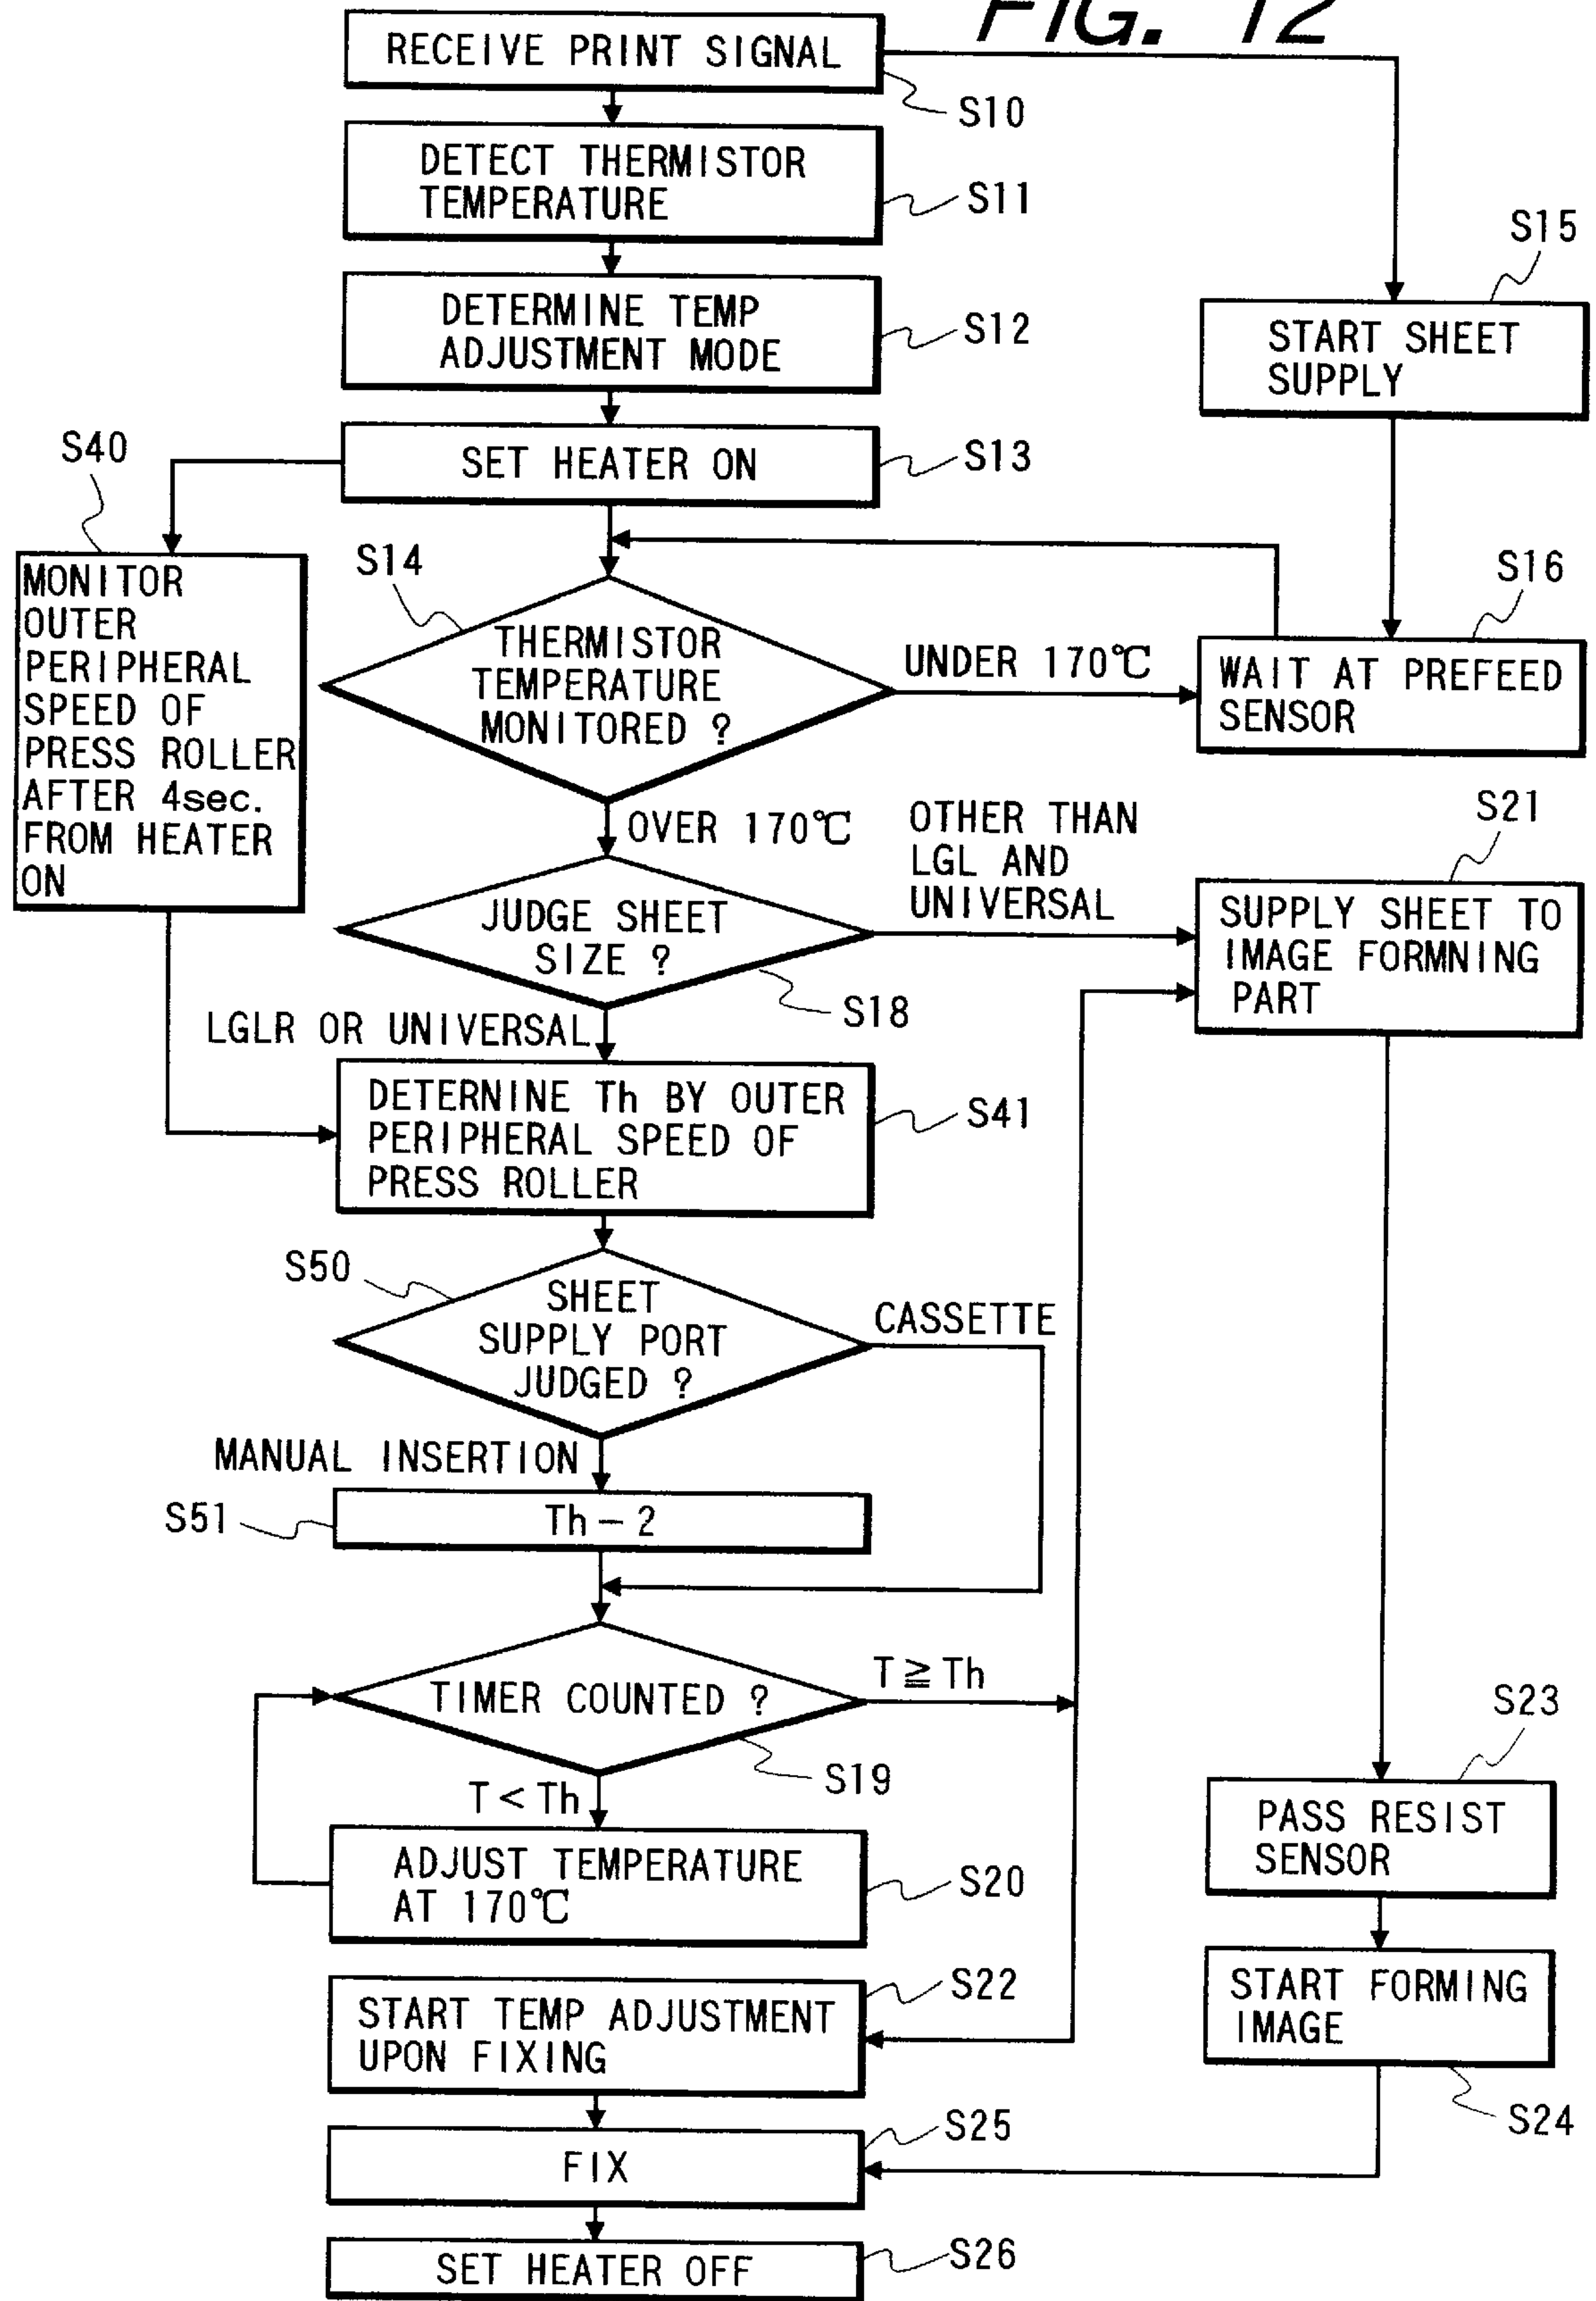 FIG. 12
RECEIVE PRINT SIGNAL
S10
DETECT THERMISTOR
TEMPERATURE
S11
DETERMINE TEMP
ADJUSTMENT MODE
S12
S15
START SHEET
SUPPLY
SET HEATER ON
S13
S40
MONITOR
OUTER
PERIPHERAL
SPEED OF
PRESS ROLLER
AFTER 4sec.
FROM HEATER
ON
S14
THERMISTOR
TEMPERATURE
MONITORED ?
UNDER 170℃
S16
WAIT AT PREFEED
SENSOR
OVER 170℃
OTHER THAN
LGL AND
UNIVERSAL
S21
SUPPLY SHEET TO
IMAGE FORMNING
PART
JUDGE SHEET
SIZE ?
S18
LGLR OR UNIVERSAL
DETERNINE Th BY OUTER
PERIPHERAL SPEED OF
PRESS ROLLER
S41
S50
SHEET
SUPPLY PORT
JUDGED ?
CASSETTE
MANUAL INSERTION
S51
Th－2
TIMER COUNTED ?
T≧Th
S19
T<Th
ADJUST TEMPERATURE
AT 170℃
S20
S23
PASS RESIST
SENSOR
START FORMING
IMAGE
S24
START TEMP ADJUSTMENT
UPON FIXING
S22
FIX
S25
SET HEATER OFF
S26